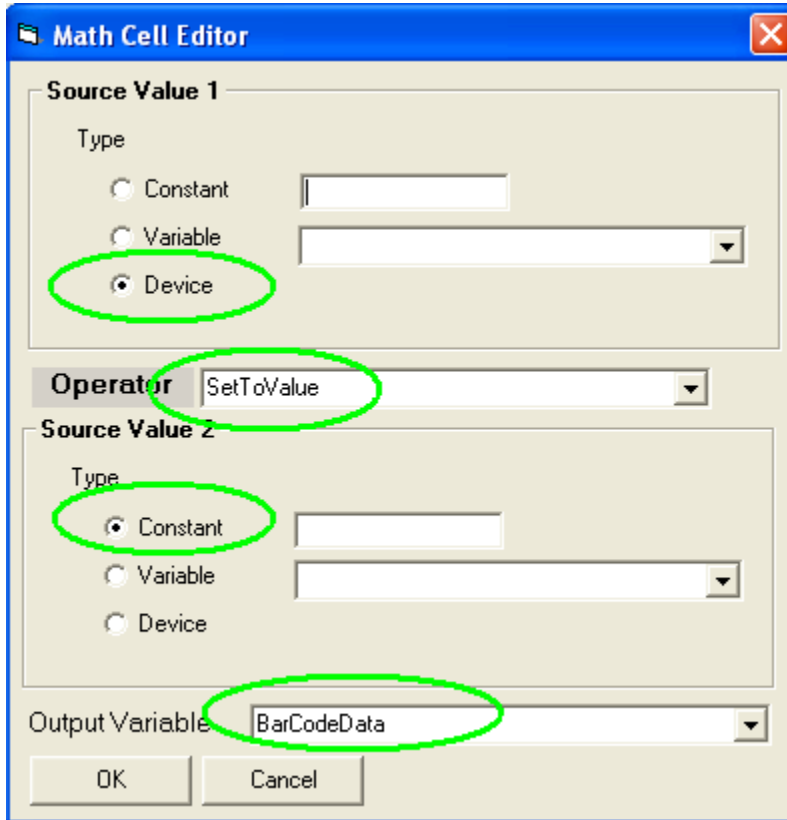 Math Cell Editor
Source Value 1
Type
Constant
Variable
Device
Operator SetToValue
Source Value 2
Type
Constant
Variable
Device
Output Variable BarCodeData
OK Cancel